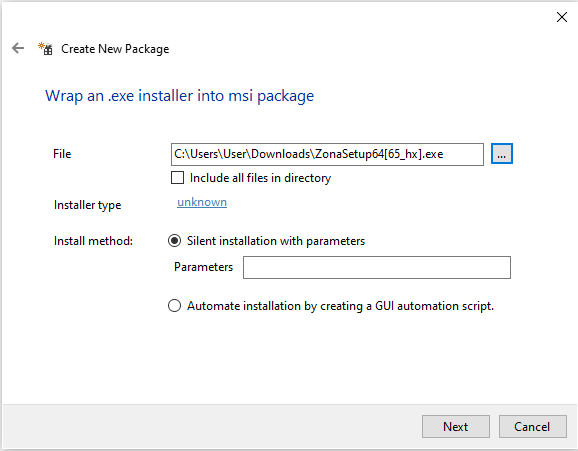 Create New Package
Wrap an .exe installer into msi package
File C:\Users\User\Downloads\ZonaSetup64[65_hx].exe ...
Include all files in directory
Installer type unknown
Install method: Silent installation with parameters
Parameters
Automate installation by creating a GUI automation script.
Next Cancel